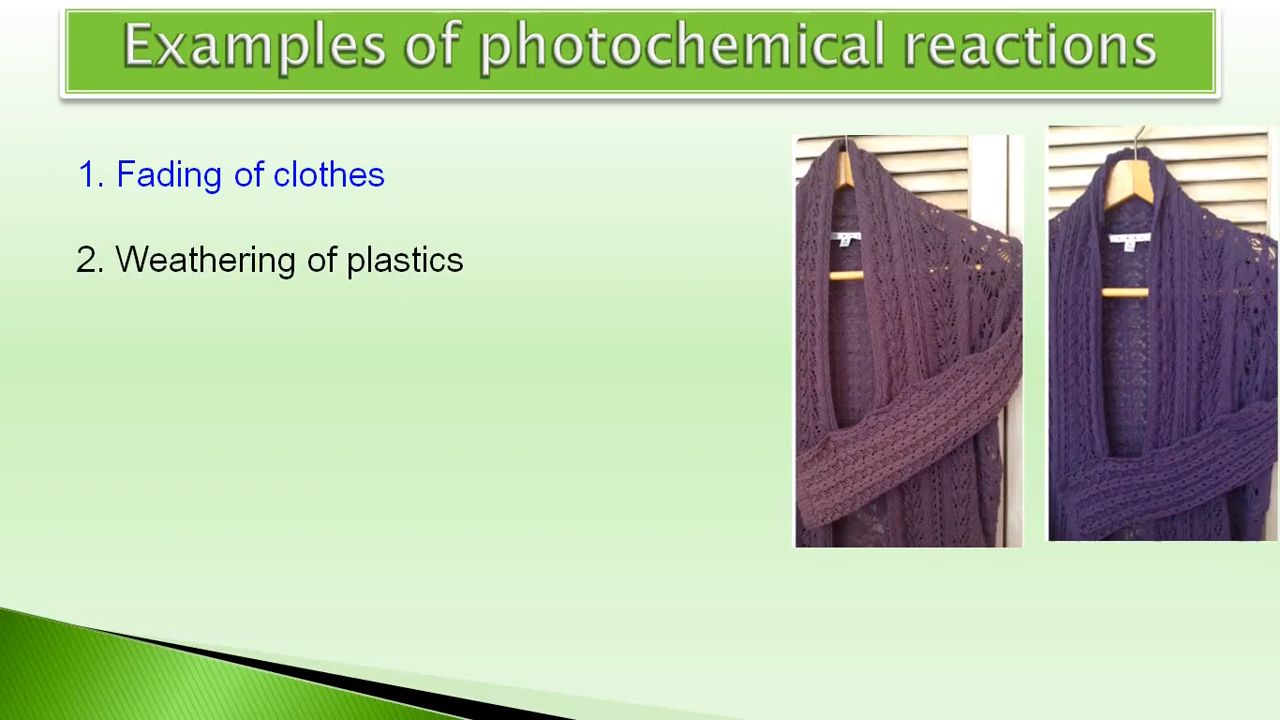 Examples of photochemical reactions
1. Fading of clothes
2. Weathering of plastics